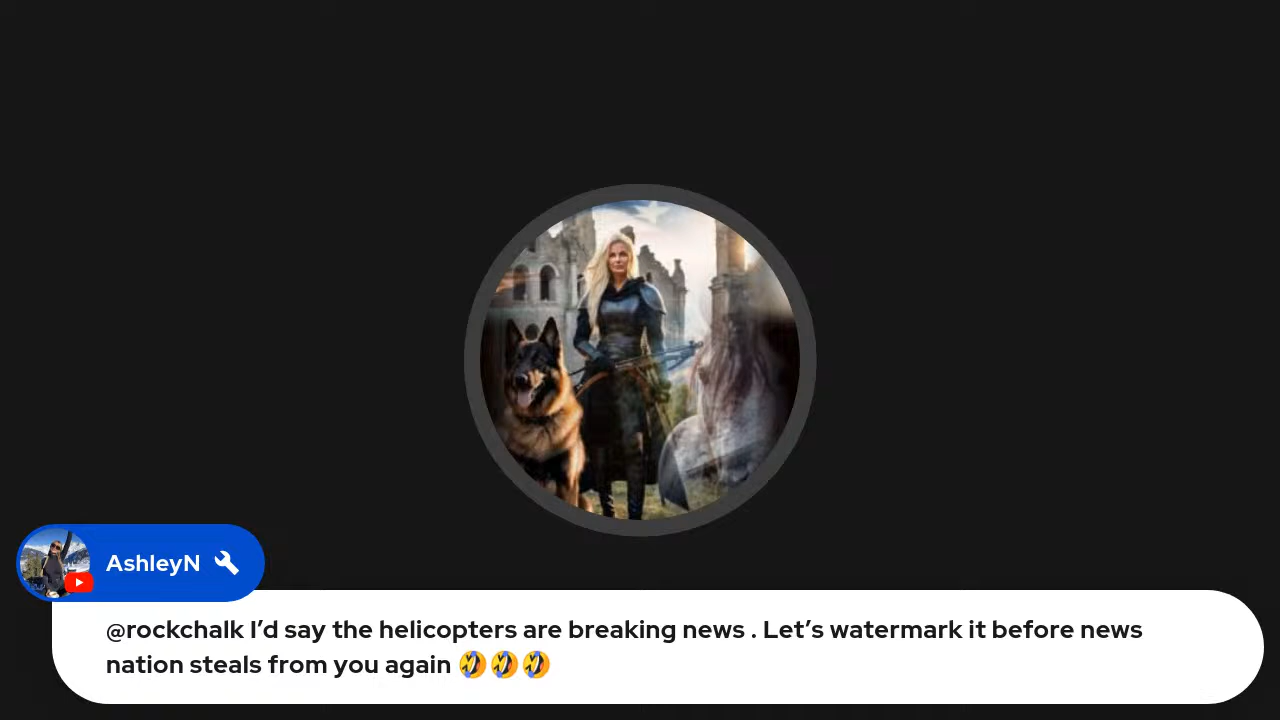 AshleyN
@rockchalk I’d say the helicopters are breaking news . Let’s watermark it before news
nation steals from you again 🤣🤣🤣